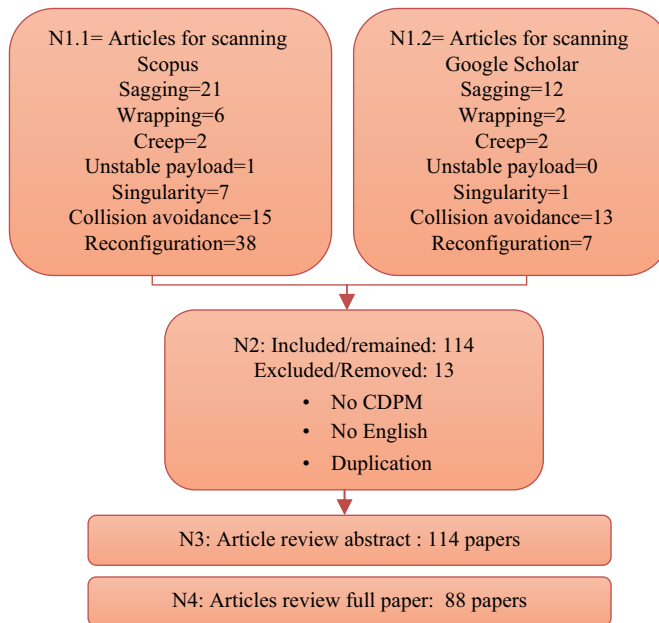 N1.1= Articles for scanning
Scopus
Sagging=21
Wrapping=6
Creep=2
Unstable payload=1
Singularity=7
Collision avoidance=15
Reconfiguration=38
N1.2= Articles for scanning
Google Scholar
Sagging=12
Wrapping=2
Creep=2
Unstable payload=0
Singularity=1
Collision avoidance=13
Reconfiguration=7
N2: Included/remained: 114
Excluded/Removed: 13
• No CDPM
• No English
• Duplication
N3: Article review abstract : 114 papers
N4: Articles review full paper: 88 papers